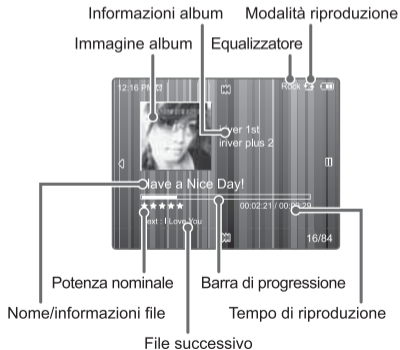 Informazioni album
Modalità riproduzione
Immagine album
Equalizzatore
12:16 PM
Rock
iriver 1st
iriver plus 2
Have a Nice Day!
00:02:21 / 00:03:29
Next : I Love You
16/84
Potenza nominale
Barra di progressione
Nome/informazioni file
Tempo di riproduzione
File successivo